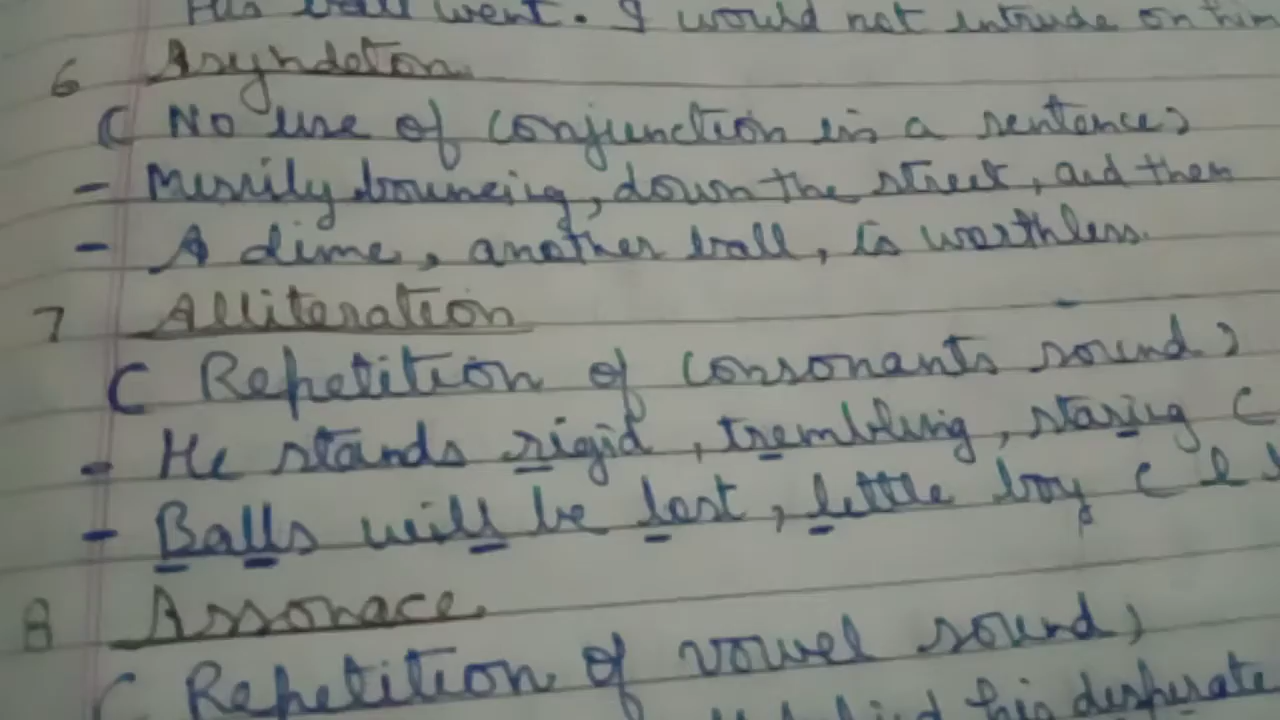 His ball went. I would not intrude on him
6 Asyndeton
( No use of conjunction in a sentence)
- Merrily bouncing, down the street, and then
- A dime, another ball, is worthless.
7 Alliteration
( Repetition of consonants sound)
- He stands rigid, trembling, staring (
- Balls will be lost, little boy ( l
8 Assonace
( Repetition of vowel sound)
his desperate